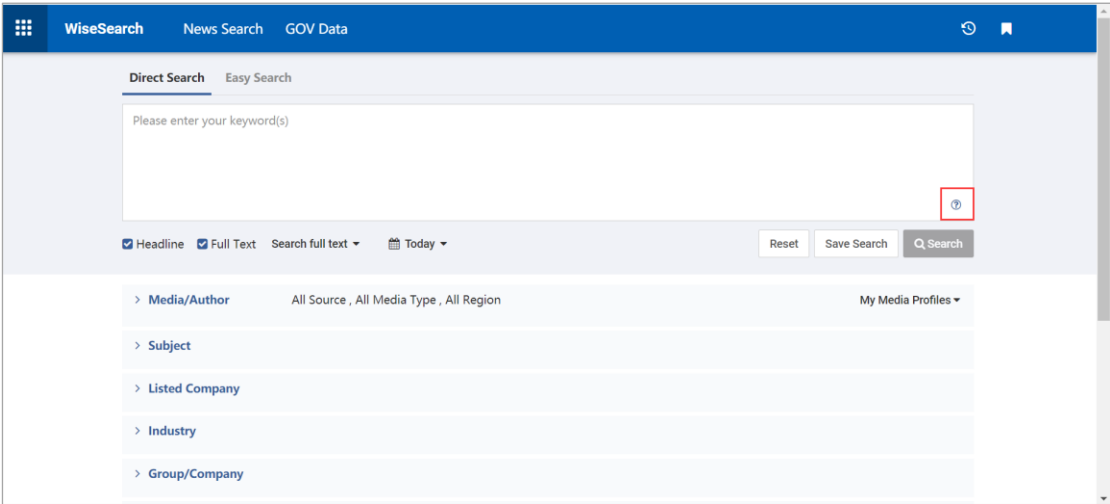 WiseSearch News Search GOV Data
Direct Search Easy Search
Please enter your keyword(s)
Headline Full Text Search full text Today Reset Save Search Search
Media/Author All Source , All Media Type , All Region My Media Profiles
Subject
Listed Company
Industry
Group/Company